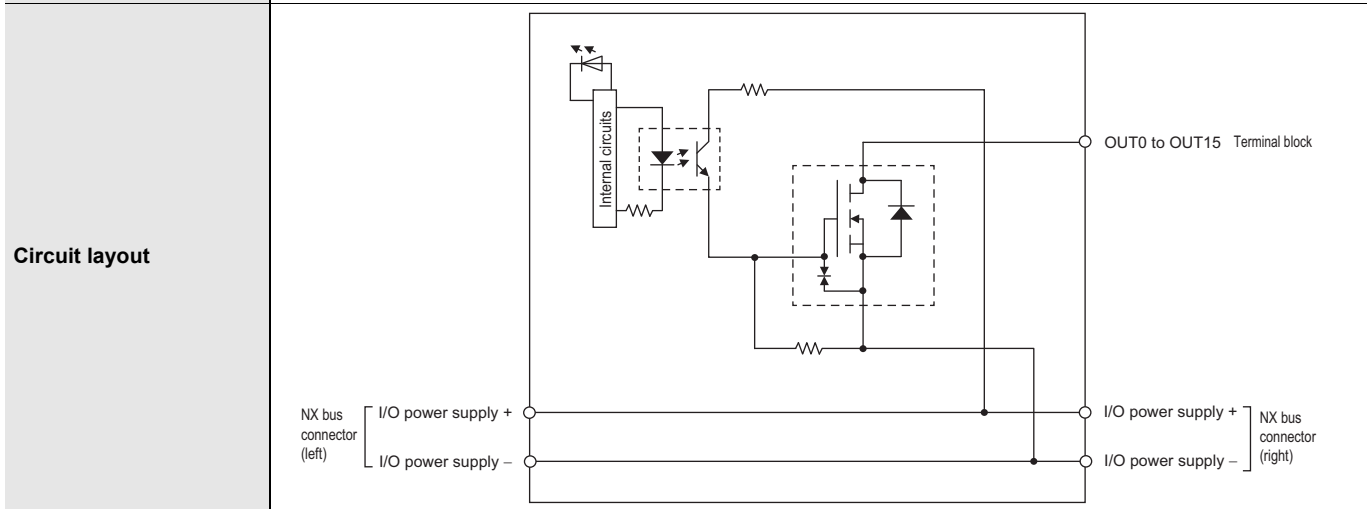 Circuit layout
Internal circuits
OUT0 to OUT15 Terminal block
NX bus
connector
(left)
I/O power supply +
I/O power supply –
I/O power supply +
I/O power supply –
NX bus
connector
(right)